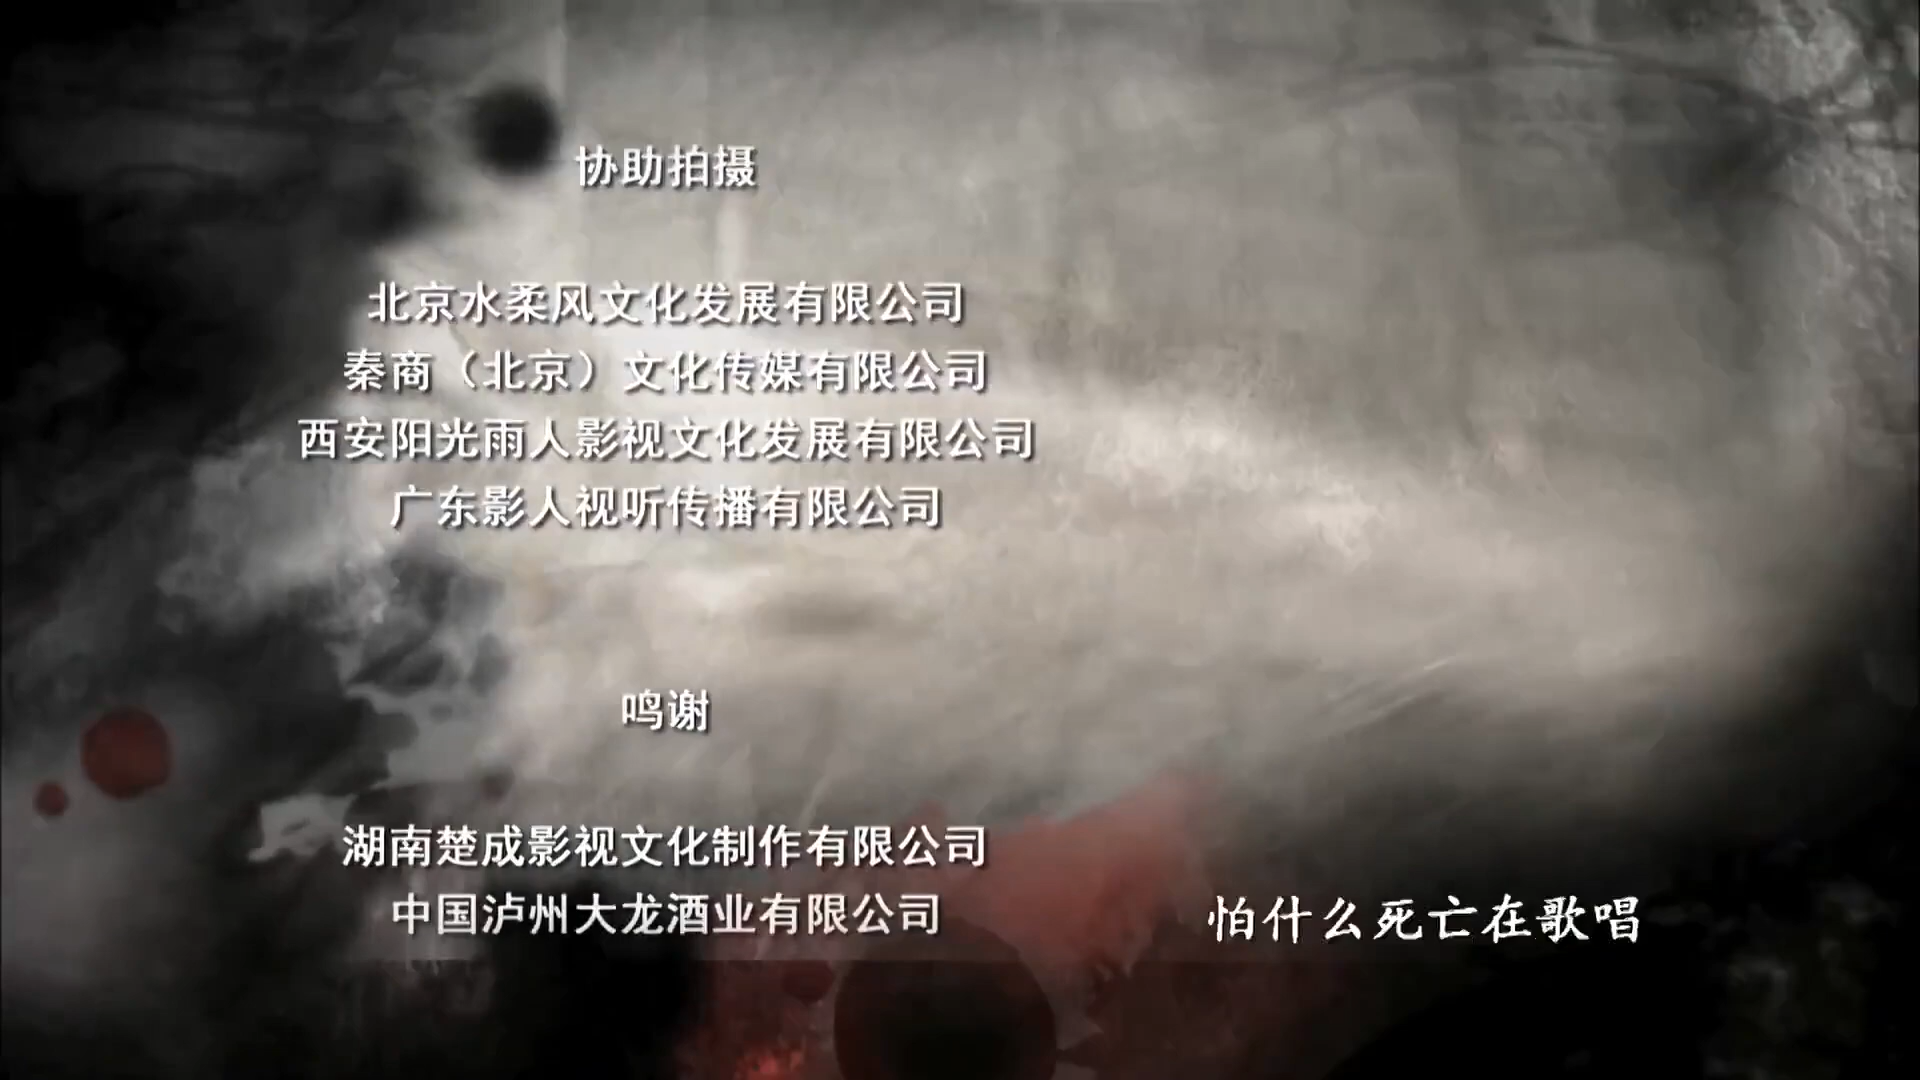 协助拍摄
北京水柔风文化发展有限公司
秦商（北京）文化传媒有限公司
西安阳光雨人影视文化发展有限公司
广东影人视听传播有限公司
鸣谢
湖南楚成影视文化制作有限公司
中国泸州大龙酒业有限公司
怕什么死亡在歌唱